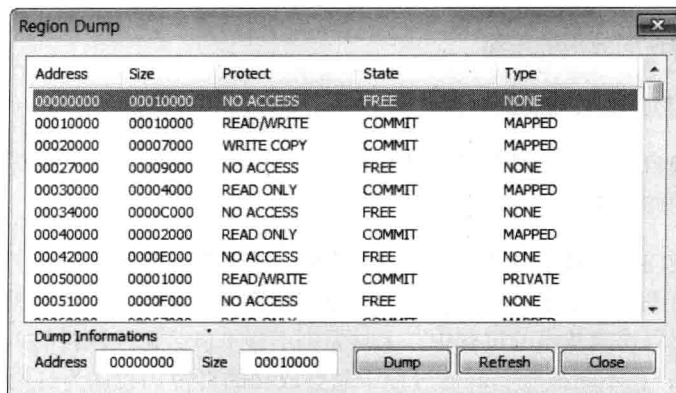 Region Dump
Address Size Protect State Type
00000000 00010000 NO ACCESS FREE NONE
00010000 00010000 READ/WRITE COMMIT MAPPED
00020000 00007000 WRITE COPY COMMIT MAPPED
00027000 00009000 NO ACCESS FREE NONE
00030000 00004000 READ ONLY COMMIT MAPPED
00034000 0000C000 NO ACCESS FREE NONE
00040000 00002000 READ ONLY COMMIT MAPPED
00042000 0000E000 NO ACCESS FREE NONE
00050000 00001000 READ/WRITE COMMIT PRIVATE
00051000 0000F000 NO ACCESS FREE NONE
Dump Informations
Address 00000000 Size 00010000 Dump Refresh Close